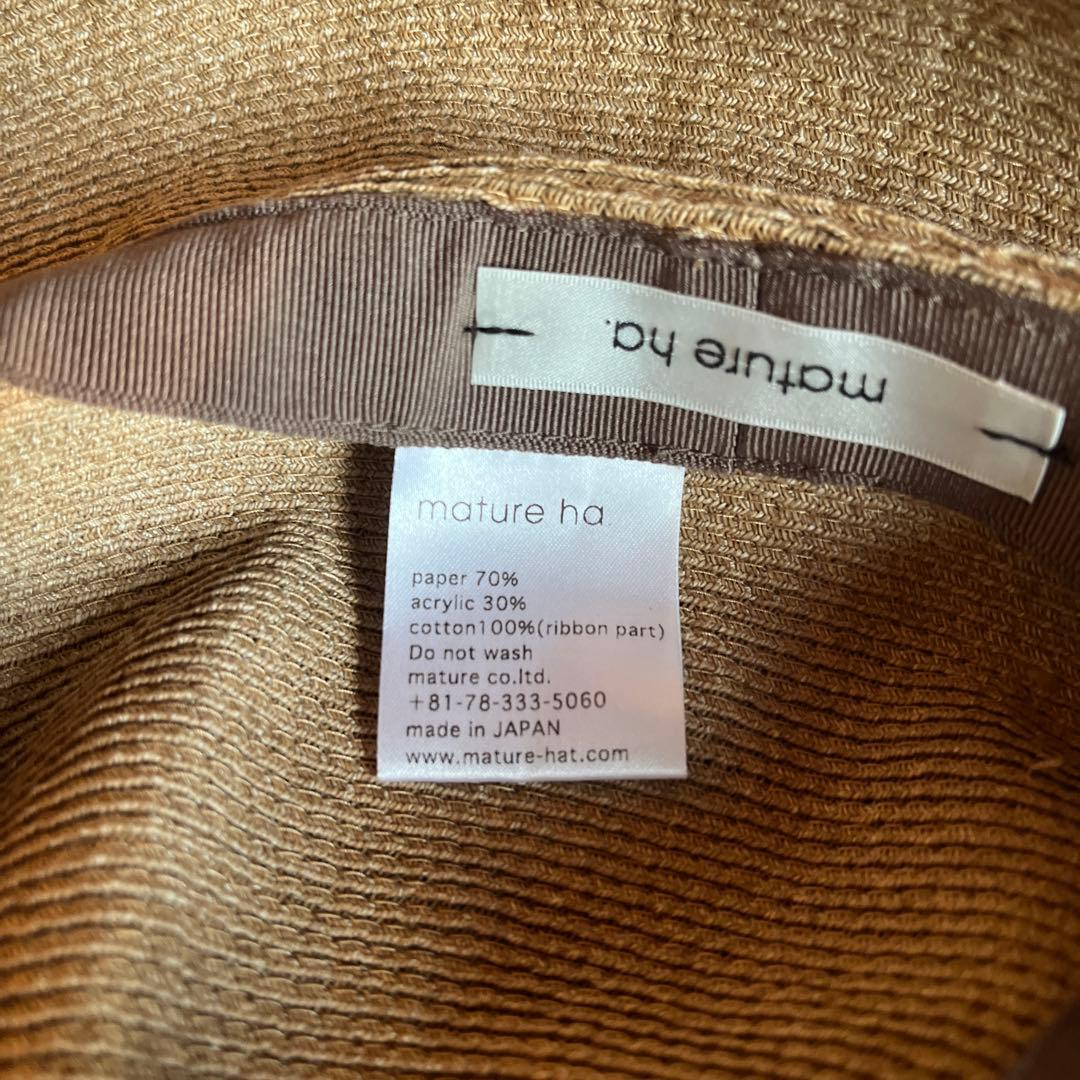 mature ha.
mature ha
paper 70%
acrylic 30%
cotton100%(ribbon part)
Do not wash
mature co.ltd.
+81-78-333-5060
made in JAPAN
www.mature-hat.com